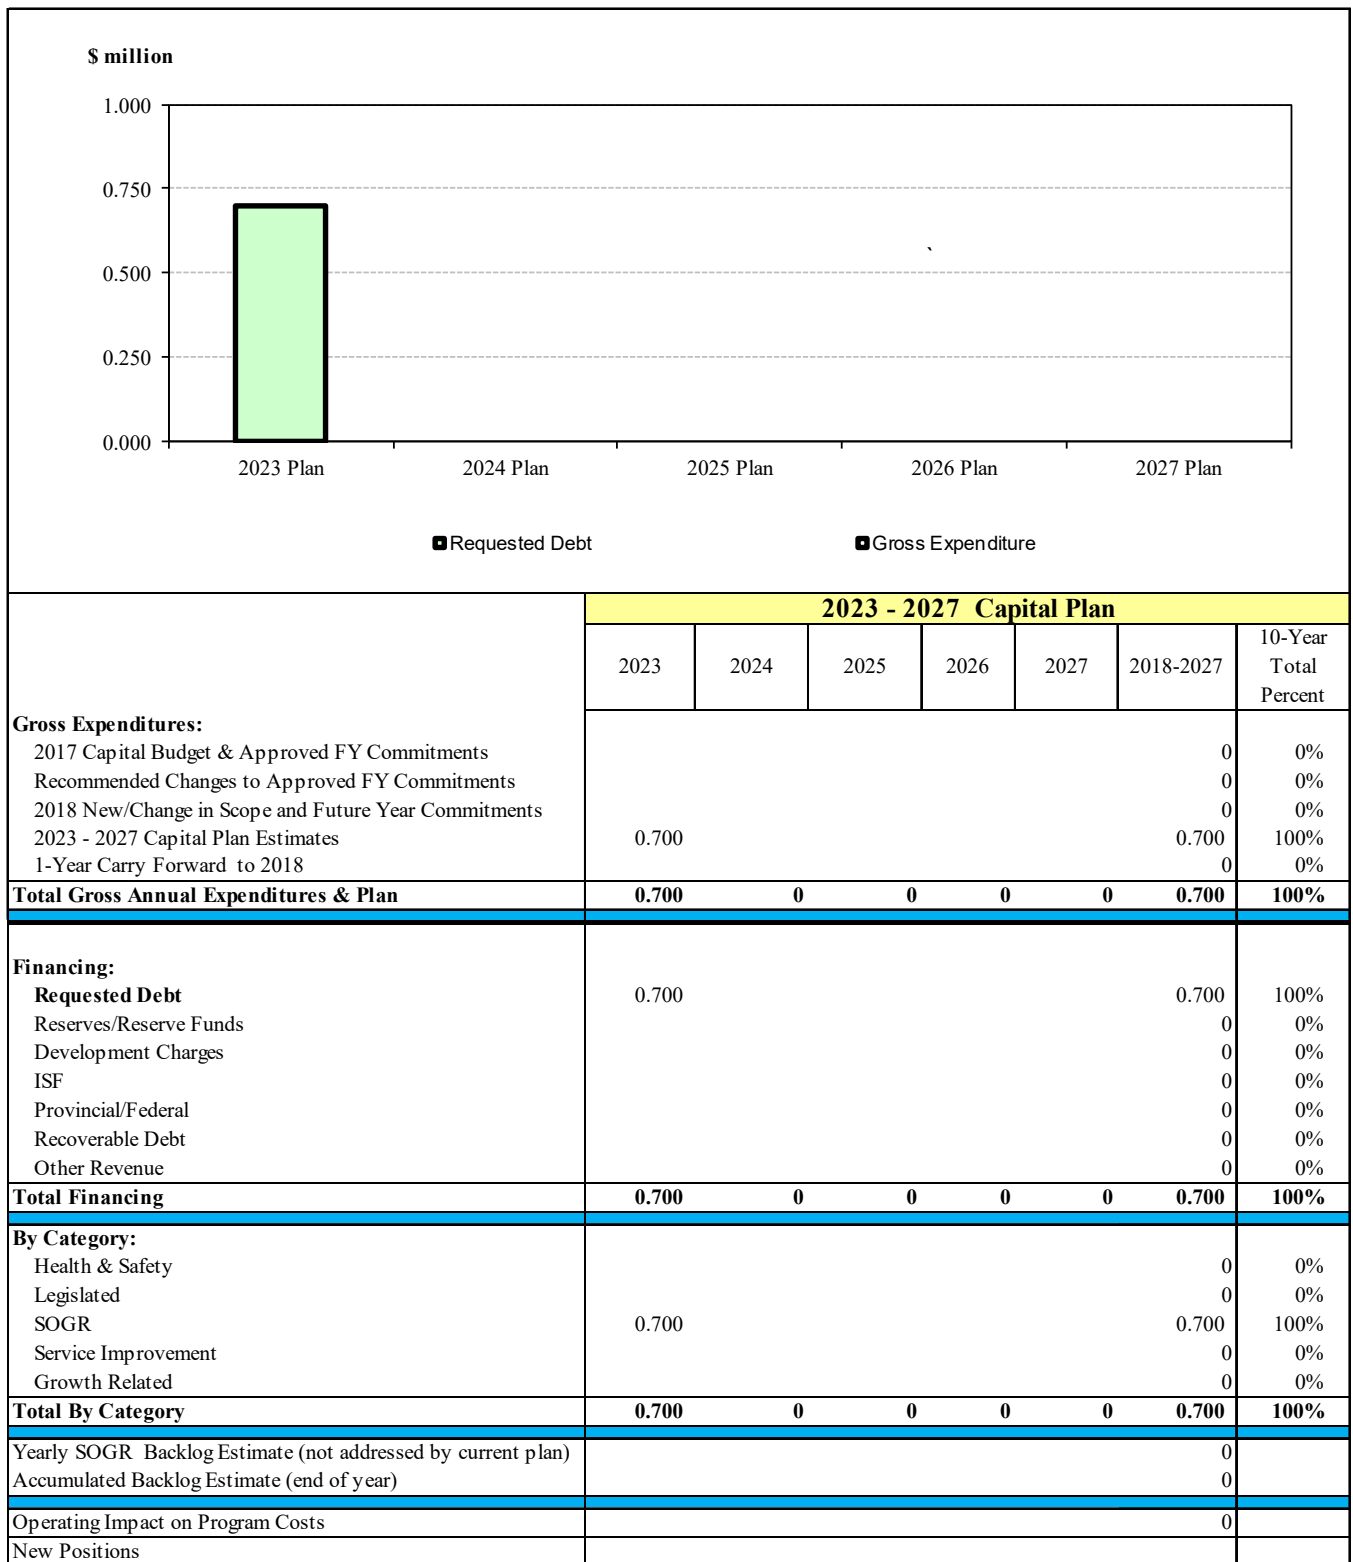 $ million
1.000
0.750
`
0.500
0.250
0.000
2023 Plan 2024 Plan 2025 Plan 2026 Plan 2027 Plan
Requested Debt Gross Expenditure
2023 - 2027 Capital Plan
2023 2024 2025 2026 2027 2018-2027 10-Year Total Percent
Gross Expenditures:
2017 Capital Budget & Approved FY Commitments 0 0%
Recommended Changes to Approved FY Commitments 0 0%
2018 New/Change in Scope and Future Year Commitments 0 0%
2023 - 2027 Capital Plan Estimates 0.700 0.700 100%
1-Year Carry Forward to 2018 0 0%
Total Gross Annual Expenditures & Plan 0.700 0 0 0 0 0.700 100%
Financing:
Requested Debt 0.700 0.700 100%
Reserves/Reserve Funds 0 0%
Development Charges 0 0%
ISF 0 0%
Provincial/Federal 0 0%
Recoverable Debt 0 0%
Other Revenue 0 0%
Total Financing 0.700 0 0 0 0 0.700 100%
By Category:
Health & Safety 0 0%
Legislated 0 0%
SOGR 0.700 0.700 100%
Service Improvement 0 0%
Growth Related 0 0%
Total By Category 0.700 0 0 0 0 0.700 100%
Yearly SOGR Backlog Estimate (not addressed by current plan) 0
Accumulated Backlog Estimate (end of year) 0
Operating Impact on Program Costs 0
New Positions